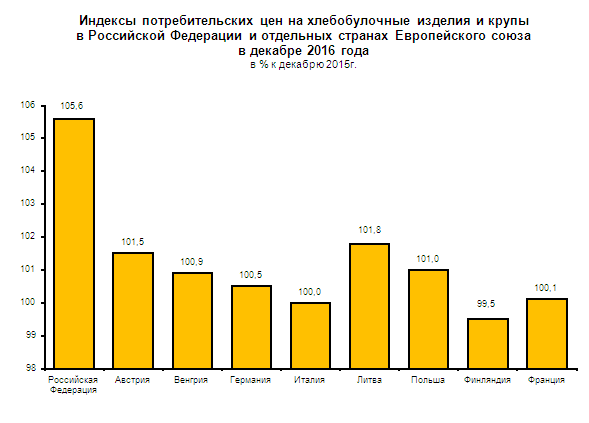 Индексы потребительских цен на хлебобулочные изделия и крупы
в Российской Федерации и отдельных странах Европейского союза
в декабре 2016 года
в % к декабрю 2015г.
106
105
104
103
102
101
100
99
98
105,6
101,5
100,9
100,5
100,0
101,8
101,0
99,5
100,1
Российская
Федерация
Австрия
Венгрия
Германия
Италия
Литва
Польша
Финляндия
Франция